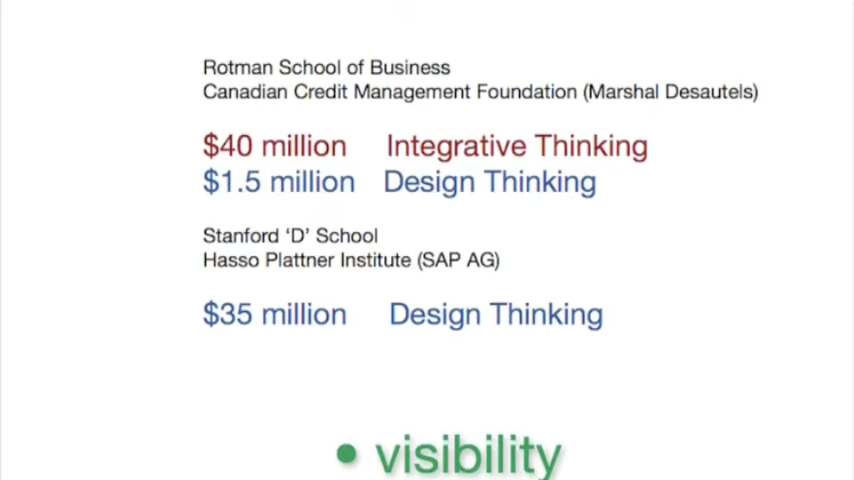 Rotman School of Business
Canadian Credit Management Foundation (Marshal Desautels)
$40 million Integrative Thinking
$1.5 million Design Thinking
Stanford ‘D’ School
Hasso Plattner Institute (SAP AG)
$35 million Design Thinking
• visibility